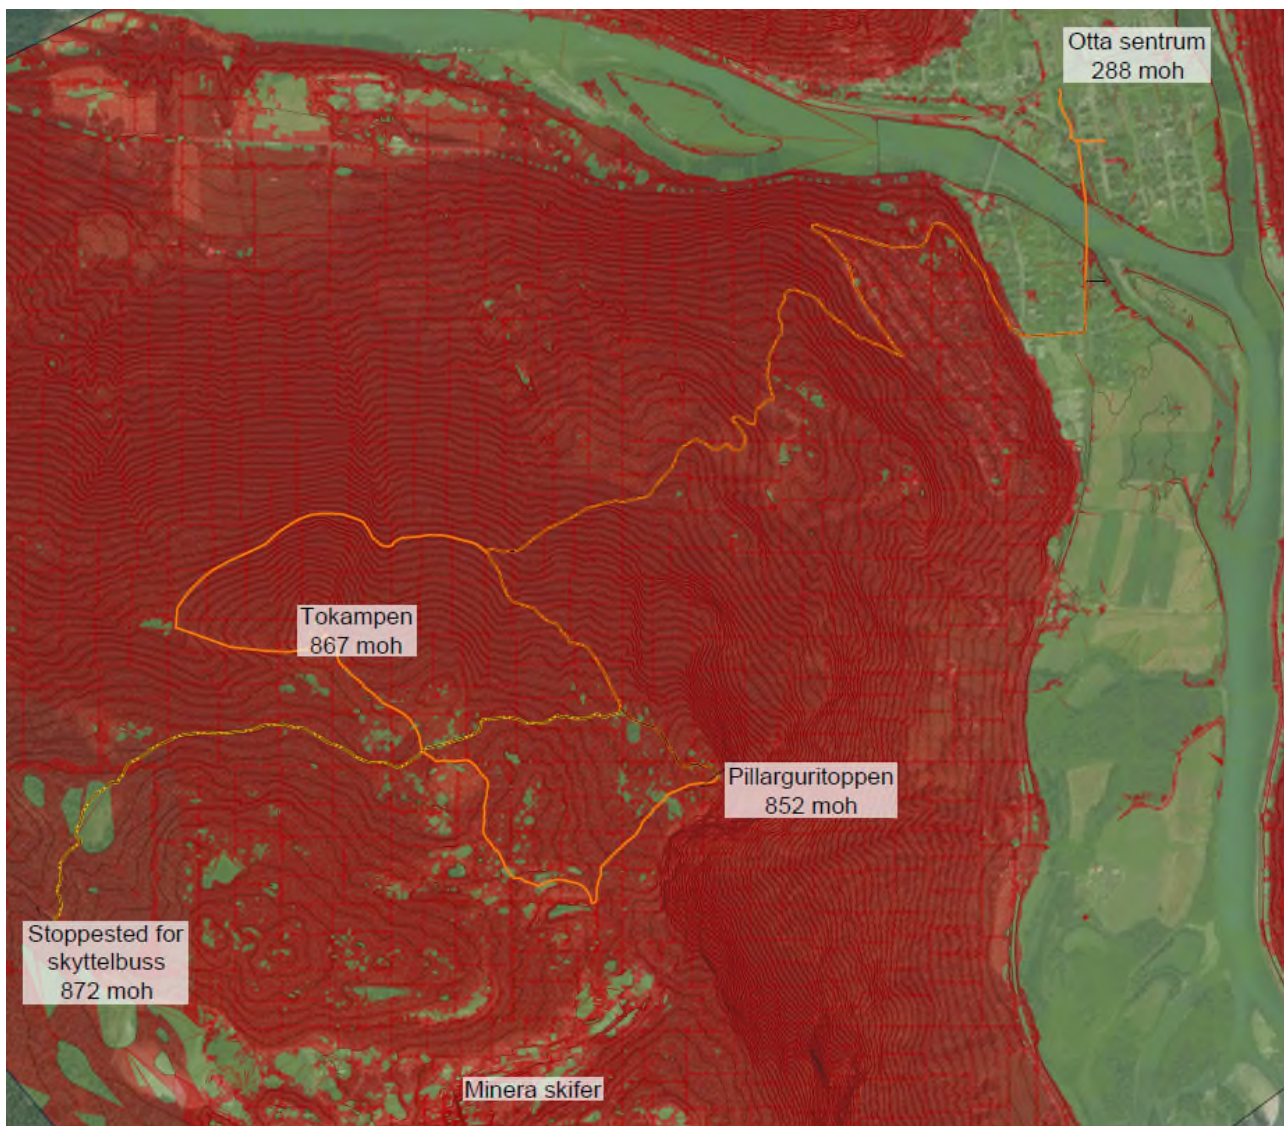 Otta sentrum
288 moh
Tokampen
867 moh
Pillarguritoppen
852 moh
Stoppested for
skyttelbuss
872 moh
Minera skifer